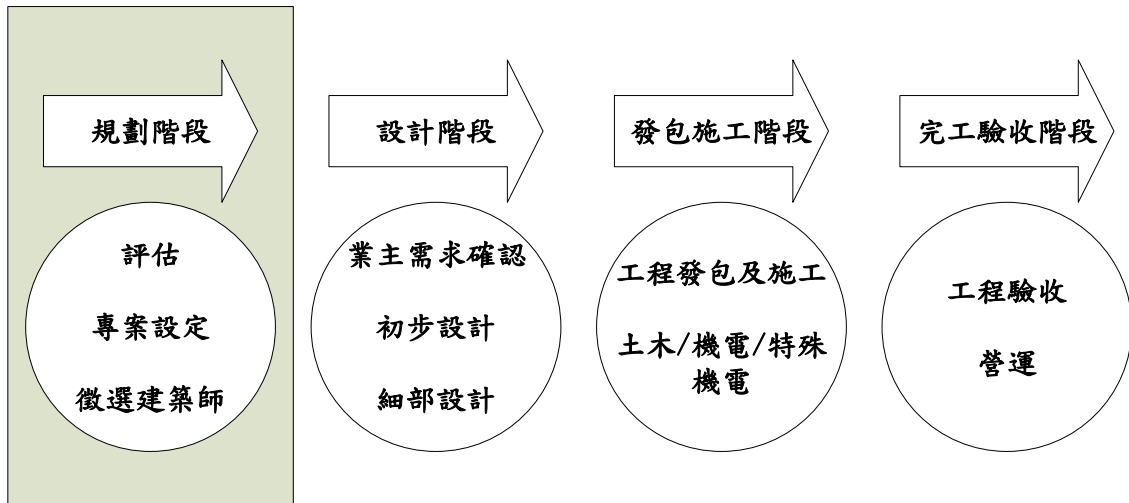 規劃階段
設計階段
發包施工階段
完工驗收階段
評估
專案設定
徵選建築師
業主需求確認
初步設計
細部設計
工程發包及施工
土木/機電/特殊
機電
工程驗收
營運